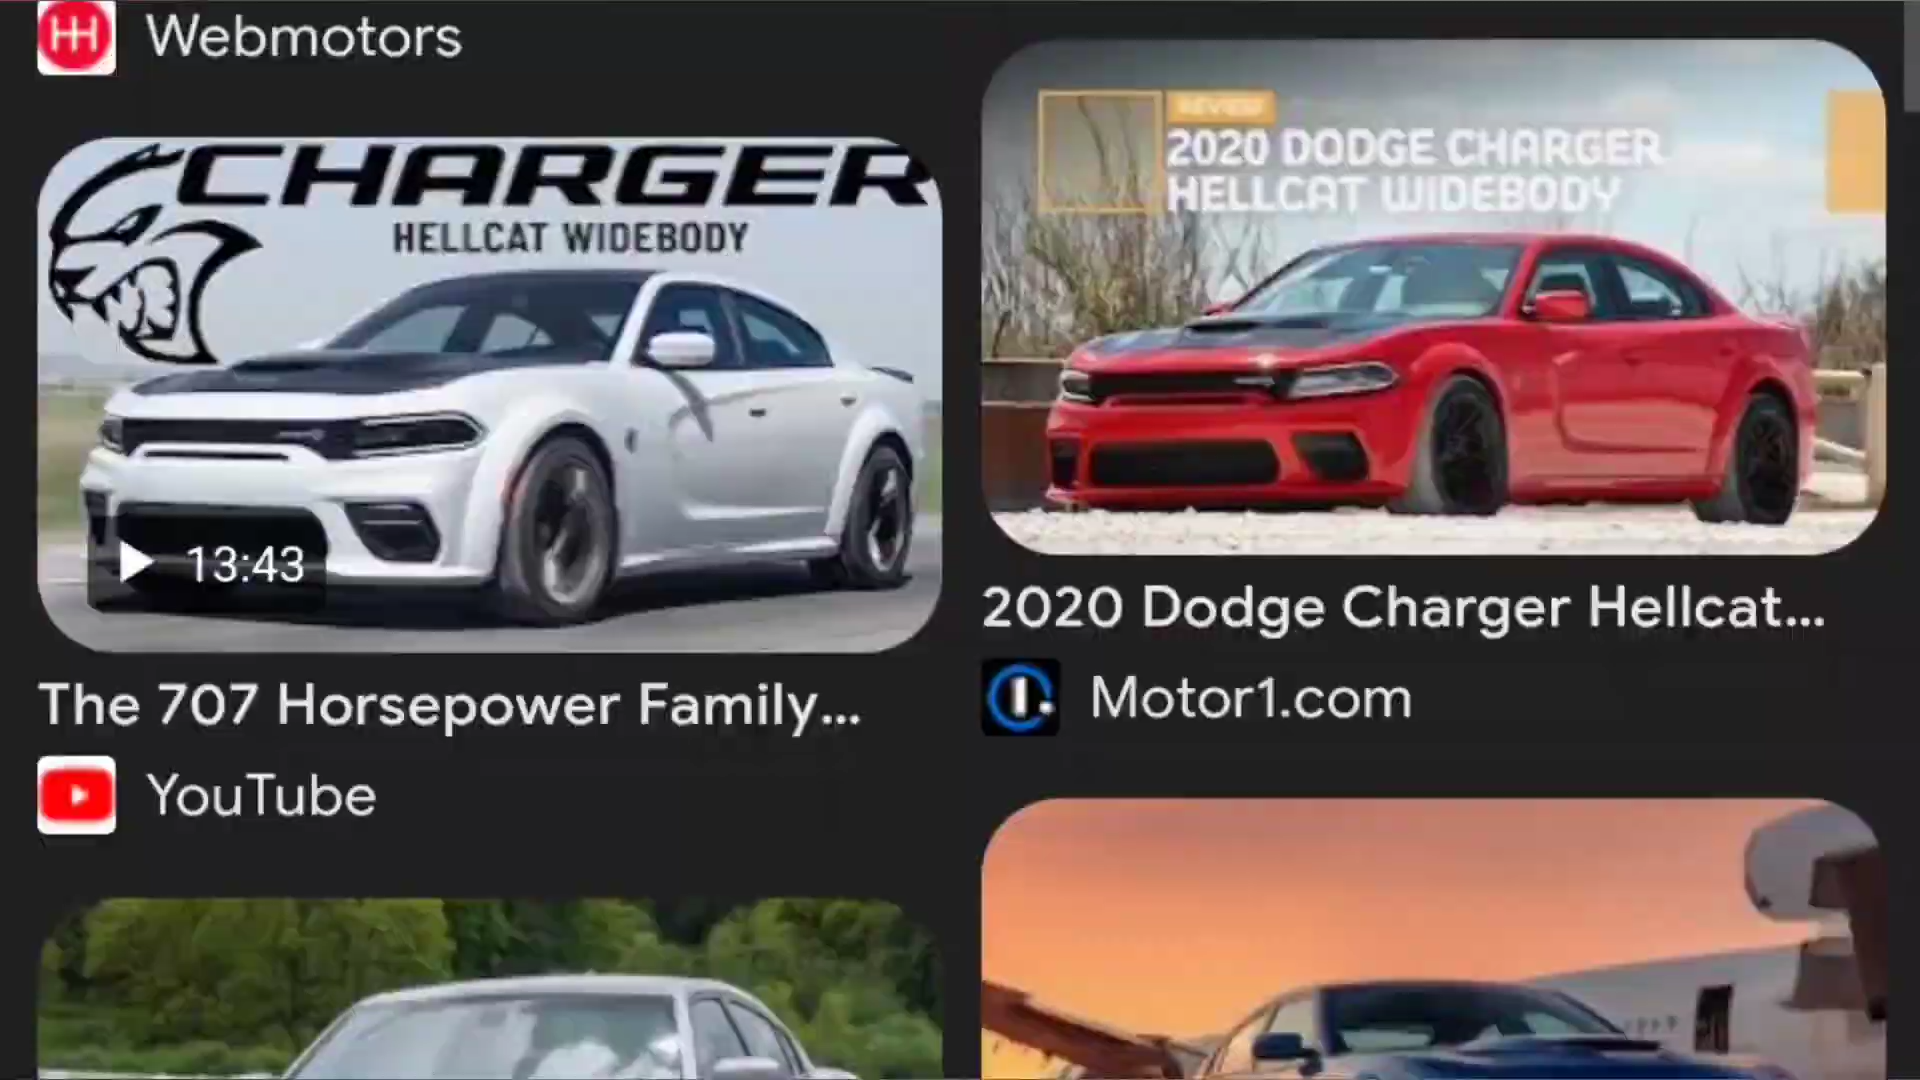 Webmotors
CHARGER
HELLCAT WIDEBODY
13:43
The 707 Horsepower Family...
YouTube
REVIEW
2020 DODGE CHARGER
HELLCAT WIDEBODY
2020 Dodge Charger Hellcat...
Motor1.com